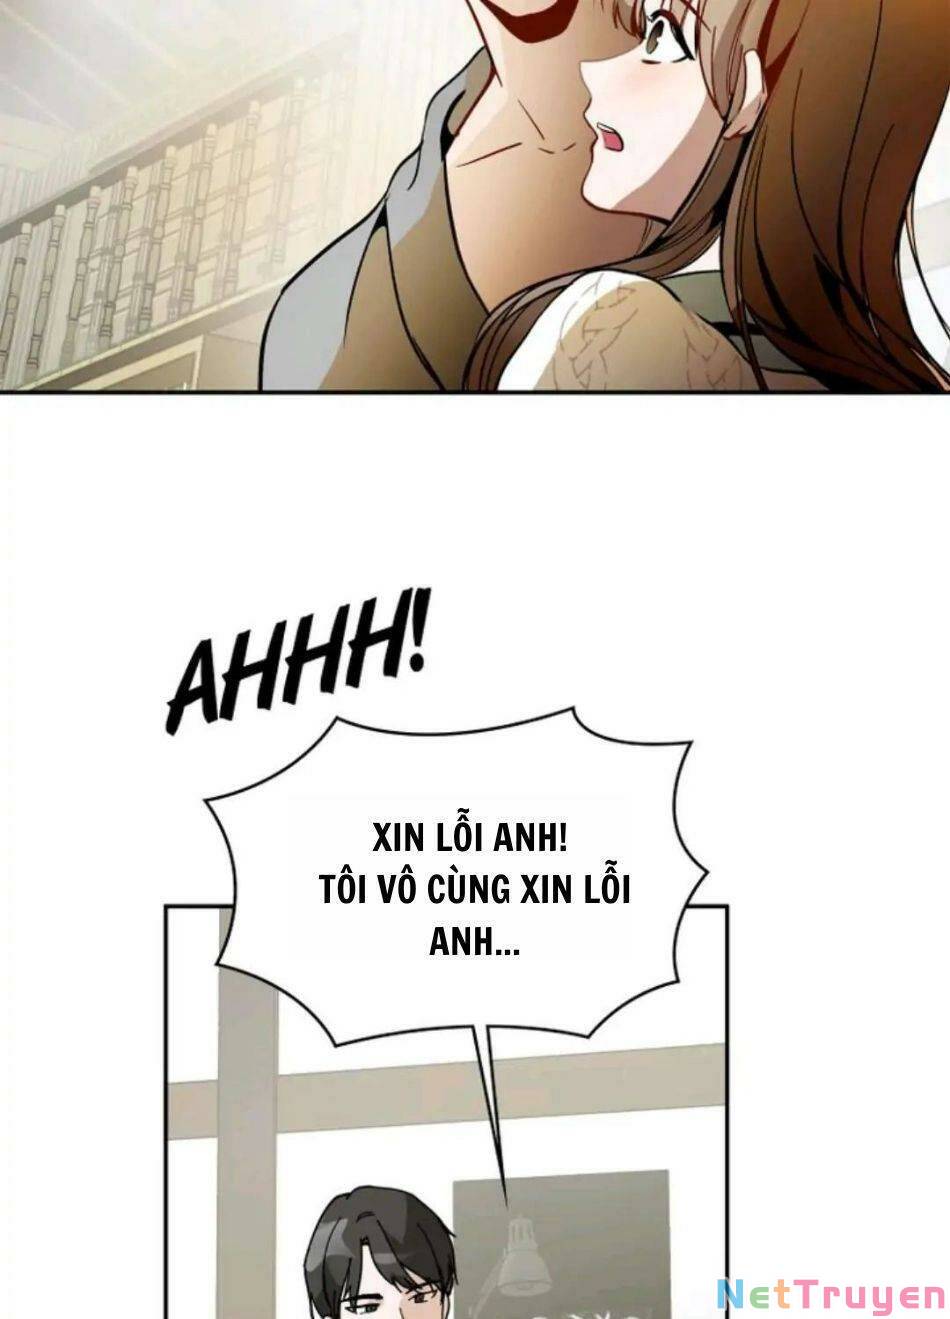 AHHH!
XIN LỖI ANH!
TÔI VÔ CÙNG XIN LỖI
ANH...
NetTruyen